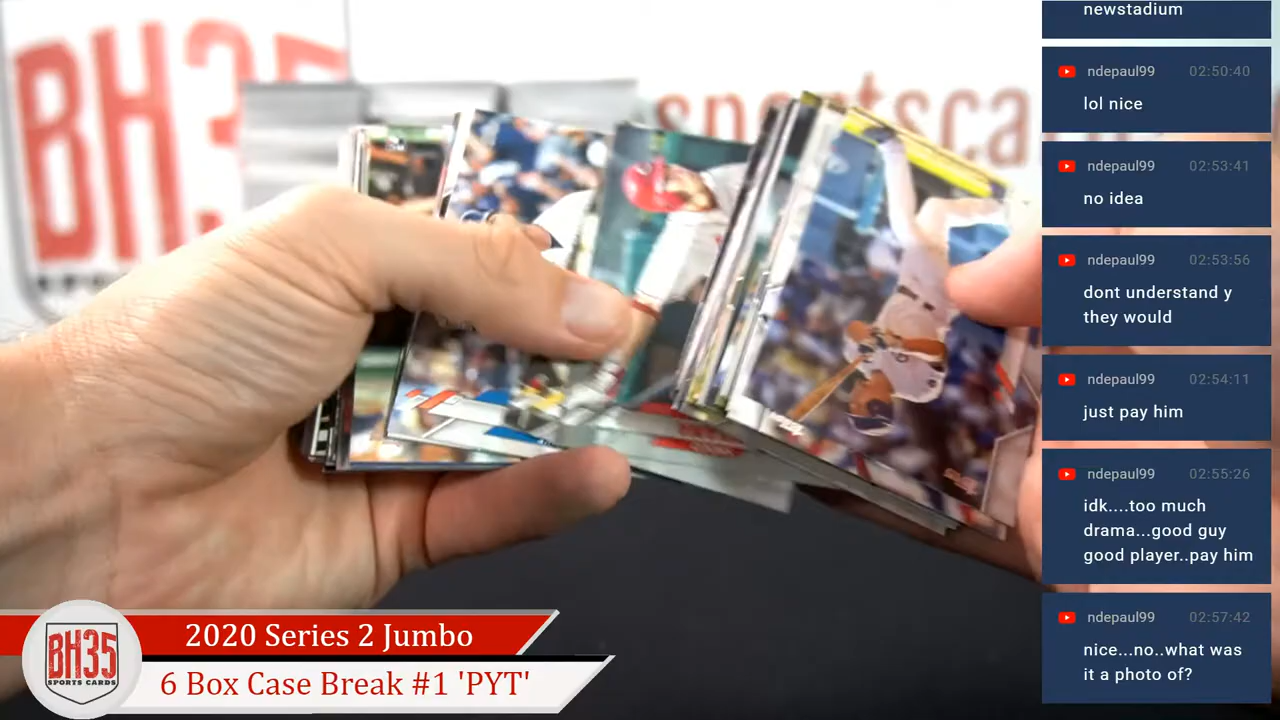 BH35
sportsca
newstadium
ndepaul99 02:50:40
lol nice
ndepaul99 02:53:41
no idea
ndepaul99 02:53:56
dont understand y
they would
ndepaul99 02:54:11
just pay him
ndepaul99 02:55:26
idk....too much
drama...good guy
good player..pay him
ndepaul99 02:57:42
nice...no..what was
it a photo of?
BH35
SPORTS CARDS
2020 Series 2 Jumbo
6 Box Case Break #1 'PYT'